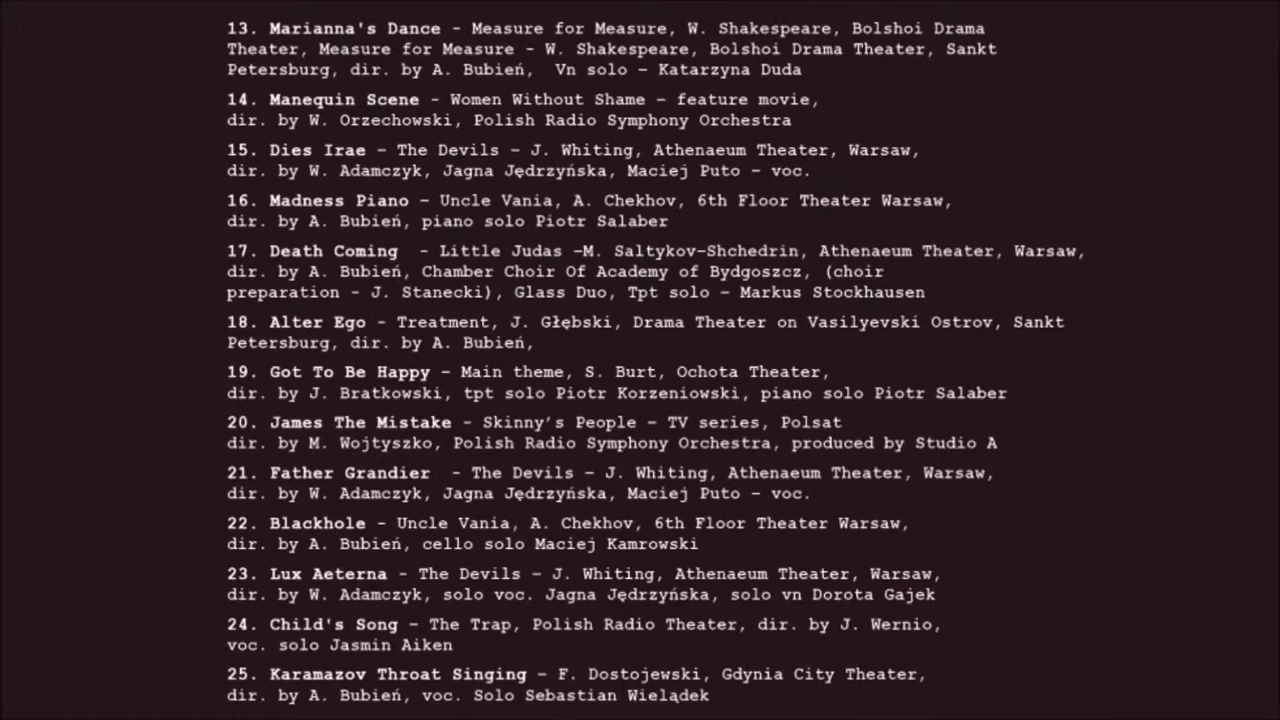 13. Marianna's Dance - Measure for Measure, W. Shakespeare, Bolshoi Drama
Theater, Measure for Measure - W. Shakespeare, Bolshoi Drama Theater, Sankt
Petersburg, dir. by A. Bubień,  Vn solo – Katarzyna Duda
14. Manequin Scene - Women Without Shame – feature movie,
dir. by W. Orzechowski, Polish Radio Symphony Orchestra
15. Dies Irae – The Devils – J. Whiting, Athenaeum Theater, Warsaw,
dir. by W. Adamczyk, Jagna Jędrzyńska, Maciej Puto – voc.
16. Madness Piano – Uncle Vania, A. Chekhov, 6th Floor Theater Warsaw,
dir. by A. Bubień, piano solo Piotr Salaber
17. Death Coming  - Little Judas –M. Saltykov-Shchedrin, Athenaeum Theater, Warsaw,
dir. by A. Bubień, Chamber Choir Of Academy of Bydgoszcz, (choir
preparation - J. Stanecki), Glass Duo, Tpt solo – Markus Stockhausen
18. Alter Ego - Treatment, J. Głębski, Drama Theater on Vasilyevski Ostrov, Sankt
Petersburg, dir. by A. Bubień,
19. Got To Be Happy – Main theme, S. Burt, Ochota Theater,
dir. by J. Bratkowski, tpt solo Piotr Korzeniowski, piano solo Piotr Salaber
20. James The Mistake - Skinny’s People – TV series, Polsat
dir. by M. Wojtyszko, Polish Radio Symphony Orchestra, produced by Studio A
21. Father Grandier  - The Devils – J. Whiting, Athenaeum Theater, Warsaw,
dir. by W. Adamczyk, Jagna Jędrzyńska, Maciej Puto – voc.
22. Blackhole - Uncle Vania, A. Chekhov, 6th Floor Theater Warsaw,
dir. by A. Bubień, cello solo Maciej Kamrowski
23. Lux Aeterna - The Devils – J. Whiting, Athenaeum Theater, Warsaw,
dir. by W. Adamczyk, solo voc. Jagna Jędrzyńska, solo vn Dorota Gajek
24. Child's Song – The Trap, Polish Radio Theater, dir. by J. Wernio,
voc. solo Jasmin Aiken
25. Karamazov Throat Singing – F. Dostojewski, Gdynia City Theater,
dir. by A. Bubień, voc. Solo Sebastian Wielądek